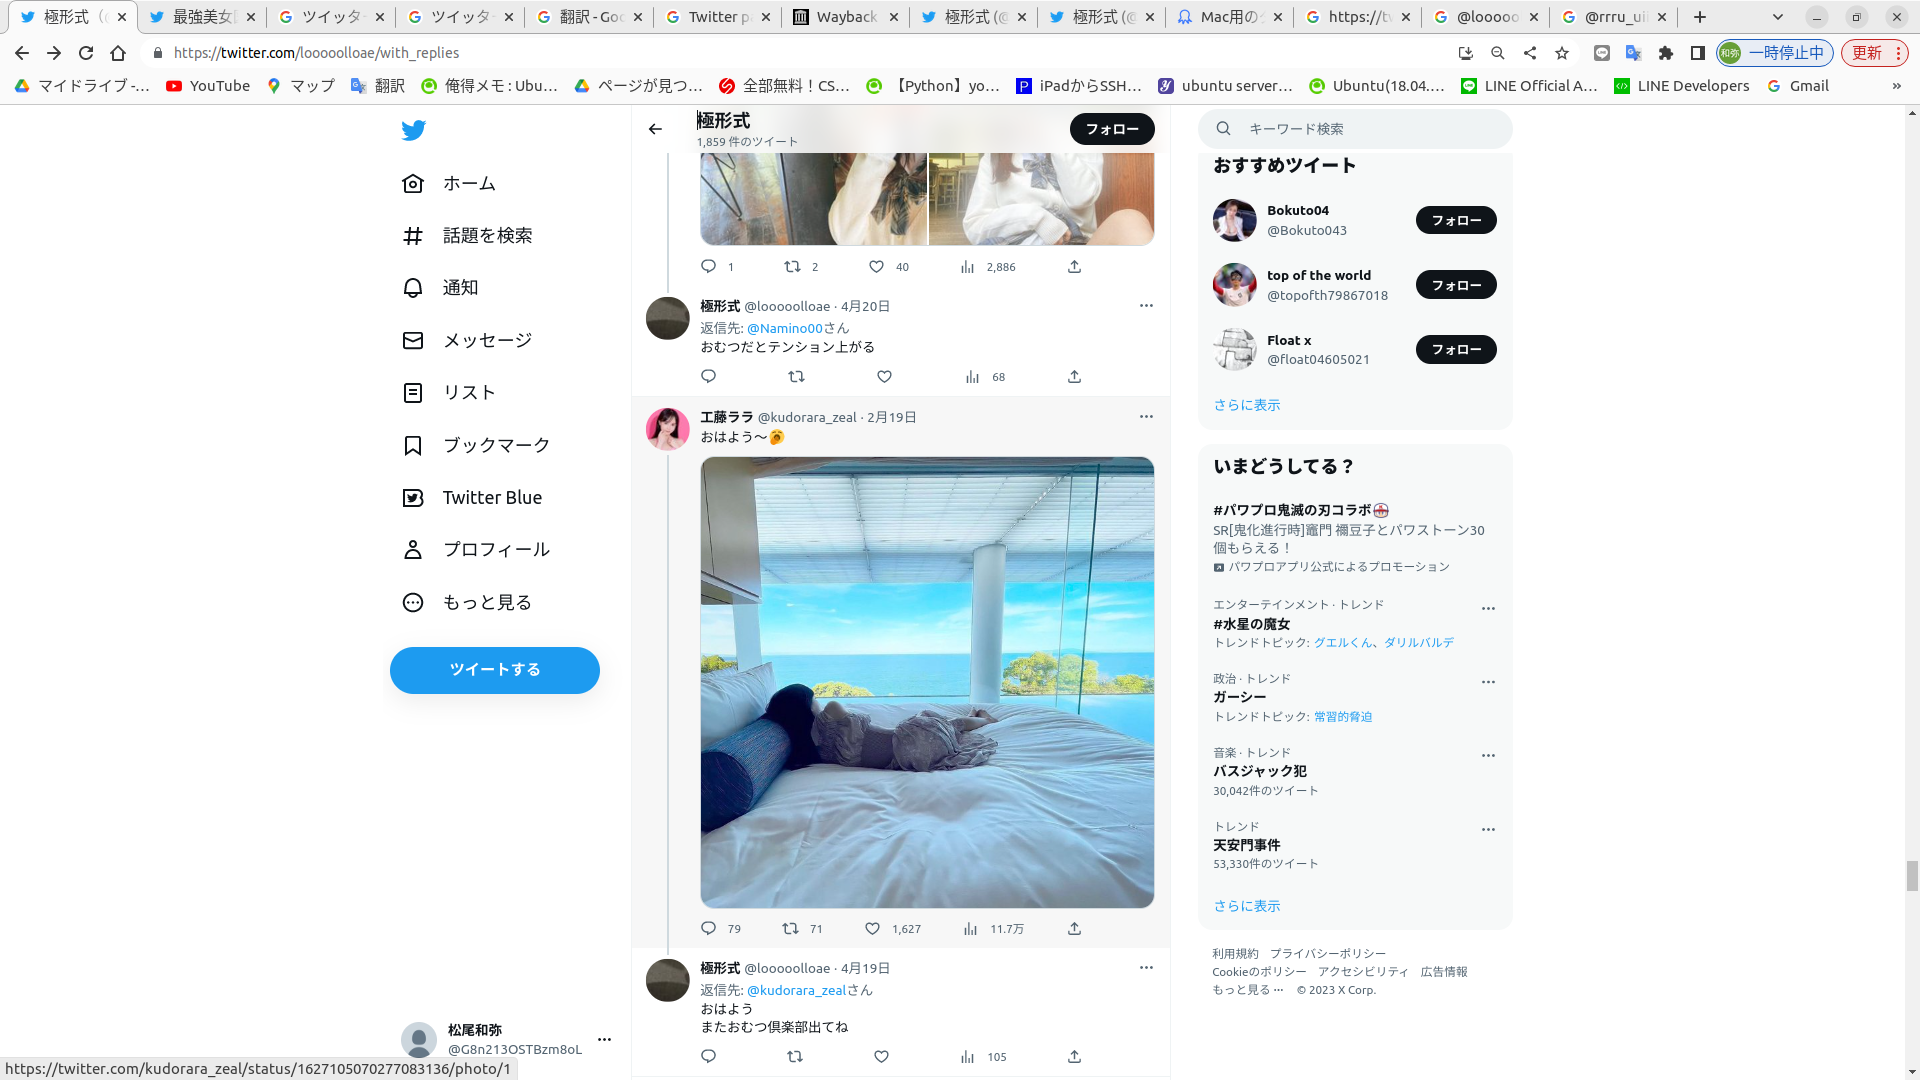 極形式（@
最強美女図
ツイッター
ツイッター
翻訳 - Goo
Twitter pa
Wayback
極形式 (@
極形式 (@
Mac用の
https://tw
@looooo
@rrru_uii
https://twitter.com/looooolloae/with_replies
和弥 一時停止中
更新
マイドライブ -…
YouTube
マップ
翻訳
俺得メモ : Ubu…
ページが見つ…
全部無料！CS…
【Python】yo…
iPadからSSH…
ubuntu server…
Ubuntu(18.04.…
LINE Official A…
LINE Developers
Gmail
»
ホーム
話題を検索
通知
メッセージ
リスト
ブックマーク
Twitter Blue
プロフィール
もっと見る
ツイートする
松尾和弥
@G8n213OSTBzm8oL
https://twitter.com/kudorara_zeal/status/1627105070277083136/photo/1
極形式
1,859 件のツイート
フォロー
1 2 40 2,886
極形式 @looooolloae · 4月20日
返信先: @Namino00さん
おむつだとテンション上がる
68
工藤ララ @kudorara_zeal · 2月19日
おはよう〜
79 71 1,627 11.7万
極形式 @looooolloae · 4月19日
返信先: @kudorara_zealさん
おはよう
またおむつ倶楽部出てね
105
キーワード検索
おすすめツイート
Bokuto04
@Bokuto043
フォロー
top of the world
@topofth79867018
フォロー
Float x
@float04605021
フォロー
さらに表示
いまどうしてる？
#パワプロ鬼滅の刃コラボ
SR[鬼化進行時]竈門 禰豆子とパワストーン30
個もらえる！
パワプロアプリ公式によるプロモーション
エンターテインメント · トレンド
#水星の魔女
トレンドトピック: グエルくん、ダリルバルデ
政治 · トレンド
ガーシー
トレンドトピック: 常習的脅迫
音楽 · トレンド
バスジャック犯
30,042件のツイート
トレンド
天安門事件
53,330件のツイート
さらに表示
利用規約 プライバシーポリシー
Cookieのポリシー アクセシビリティ 広告情報
もっと見る ··· © 2023 X Corp.